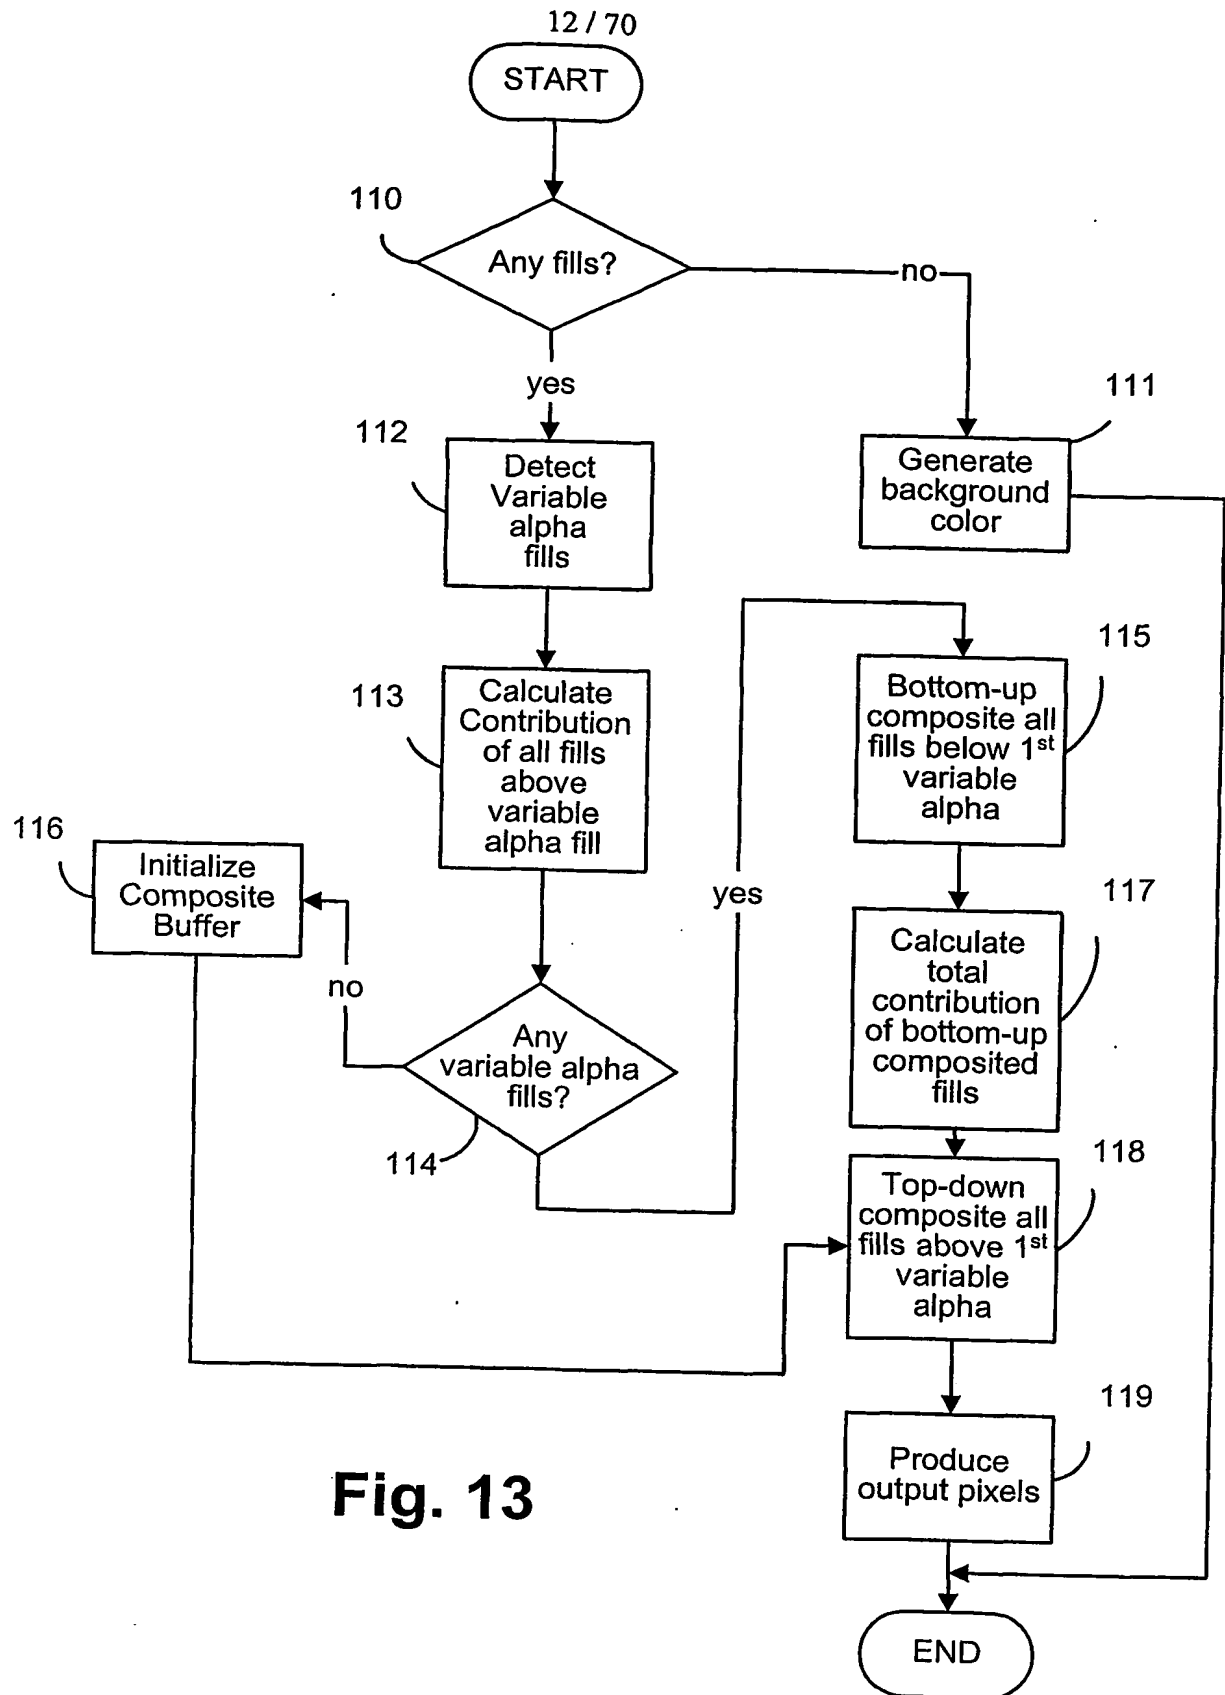 12 / 70
START
110
Any fills?
no
yes
111
Generate
background
color
112
Detect
Variable
alpha
fills
113
Calculate
Contribution
of all fills
above
variable
alpha fill
115
Bottom-up
composite all
fills below 1st
variable
alpha
116
Initialize
Composite
Buffer
no
yes
117
Calculate
total
contribution
of bottom-up
composited
fills
Any
variable alpha
fills?
114
118
Top-down
composite all
fills above 1st
variable
alpha
119
Produce
output pixels
Fig. 13
END